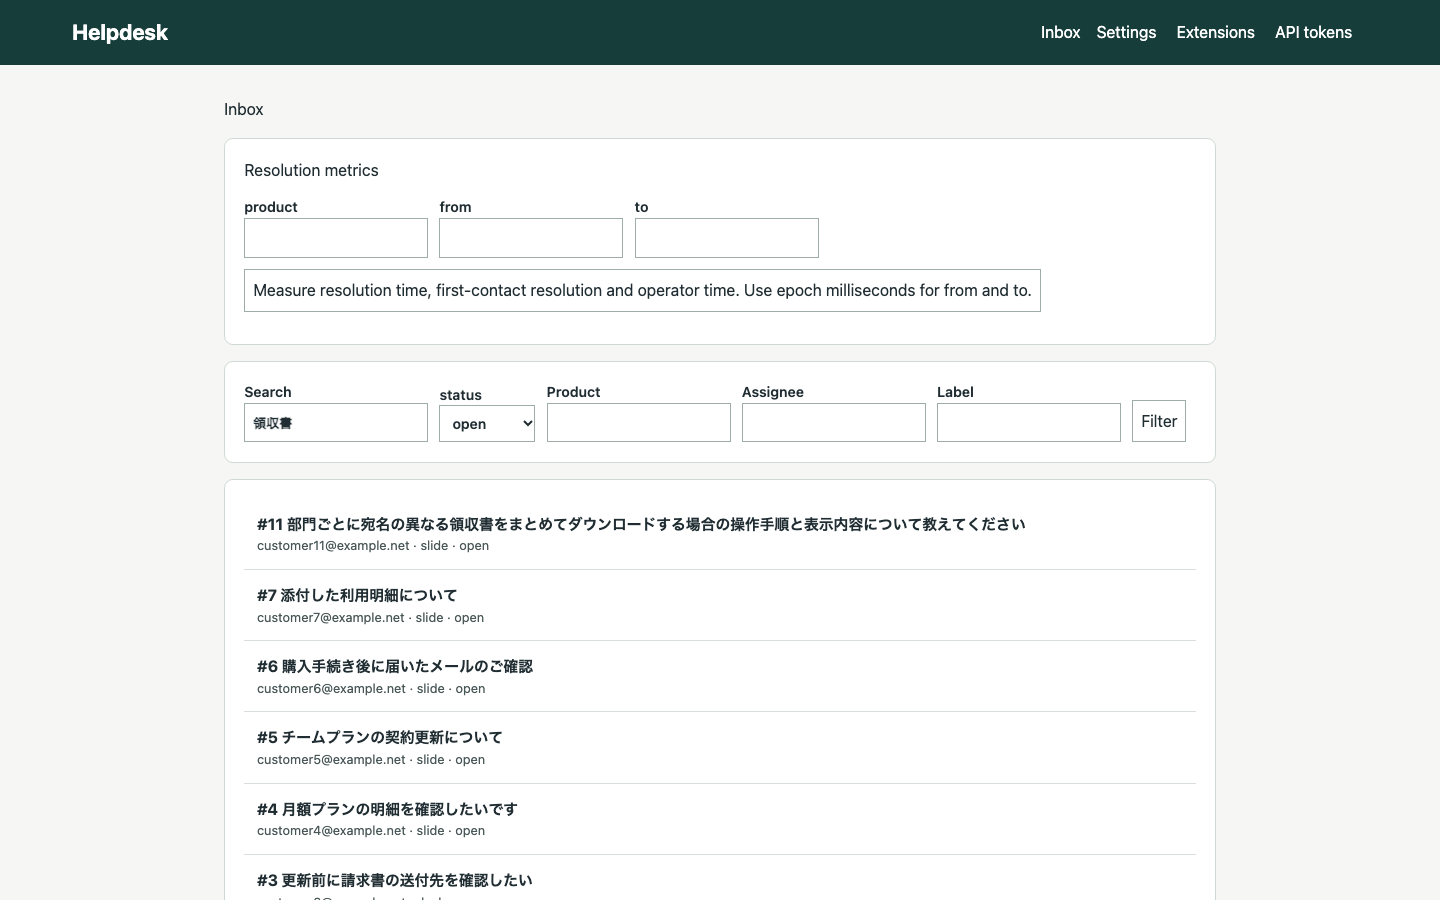 Helpdesk
Inbox Settings Extensions API tokens
Inbox
Resolution metrics
product from to
Measure resolution time, first-contact resolution and operator time. Use epoch milliseconds for from and to.
Search status Product Assignee Label
領収書 open Filter
#11 部門ごとに宛名の異なる領収書をまとめてダウンロードする場合の操作手順と表示内容について教えてください
customer11@example.net · slide · open
#7 添付した利用明細について
customer7@example.net · slide · open
#6 購入手続き後に届いたメールのご確認
customer6@example.net · slide · open
#5 チームプランの契約更新について
customer5@example.net · slide · open
#4 月額プランの明細を確認したいです
customer4@example.net · slide · open
#3 更新前に請求書の送付先を確認したい